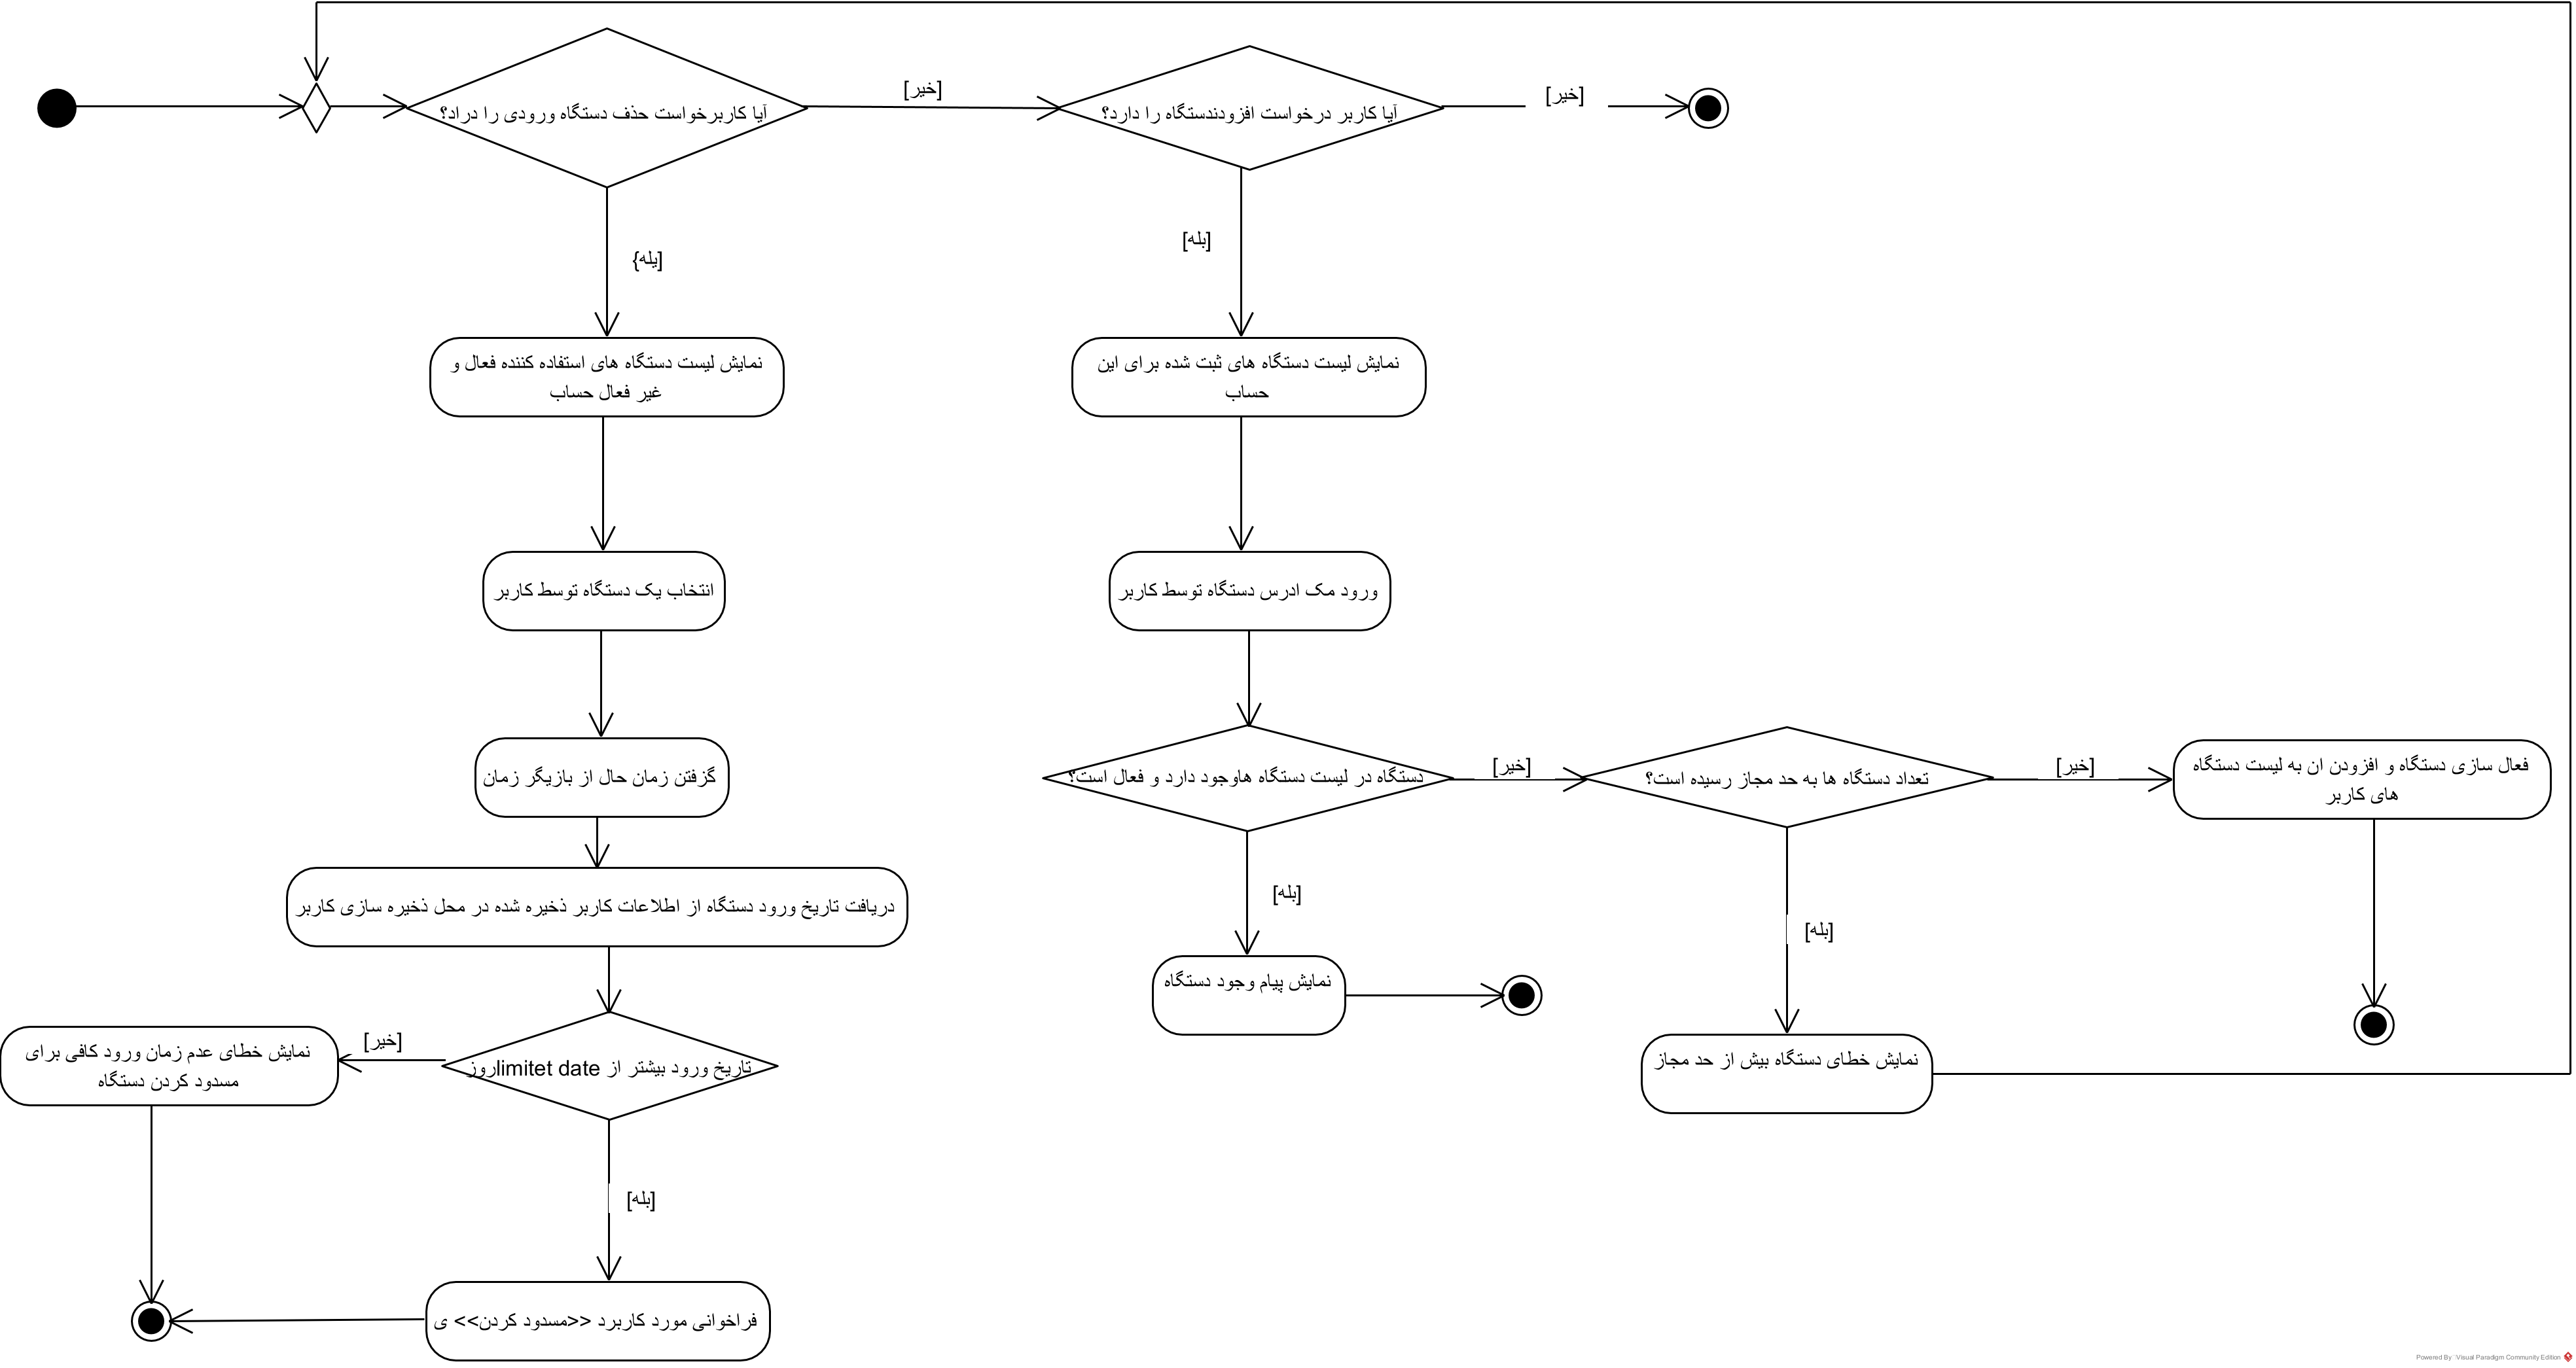 آیا کاربرخواست حذف دستگاه ورودی را دراد؟
[خیر]
آیا کاربر درخواست افزودندستگاه را دارد؟
[خیر]
[یله}
[بله]
نمایش لیست دستگاه های استفاده کننده فعال و
غیر فعال حساب
نمایش لیست دستگاه های ثبت شده برای این
حساب
انتخاب یک دستگاه توسط کاربر
ورود مک ادرس دستگاه توسط کاربر
گزفتن زمان حال از بازیگر زمان
دستگاه در لیست دستگاه هاوجود دارد و فعال است؟
[خیر]
تعداد دستگاه ها به حد مجاز رسیده است؟
[خیر]
فعال سازی دستگاه و افزودن ان به لیست دستگاه
های کاربر
دریافت تاریخ ورود دستگاه از اطلاعات کاربر ذخیره شده در محل ذخیره سازی کاربر
[بله]
[بله]
نمایش پیام وجود دستگاه
نمایش خطای دستگاه بیش از حد مجاز
تاریخ ورود بیشتر از limitet dateروز
[خیر]
نمایش خطای عدم زمان ورود کافی برای
مسدود کردن دستگاه
[بله]
فراخوانی مورد کاربرد <<مسدود کردن>> ی
Powered By Visual Paradigm Community Edition